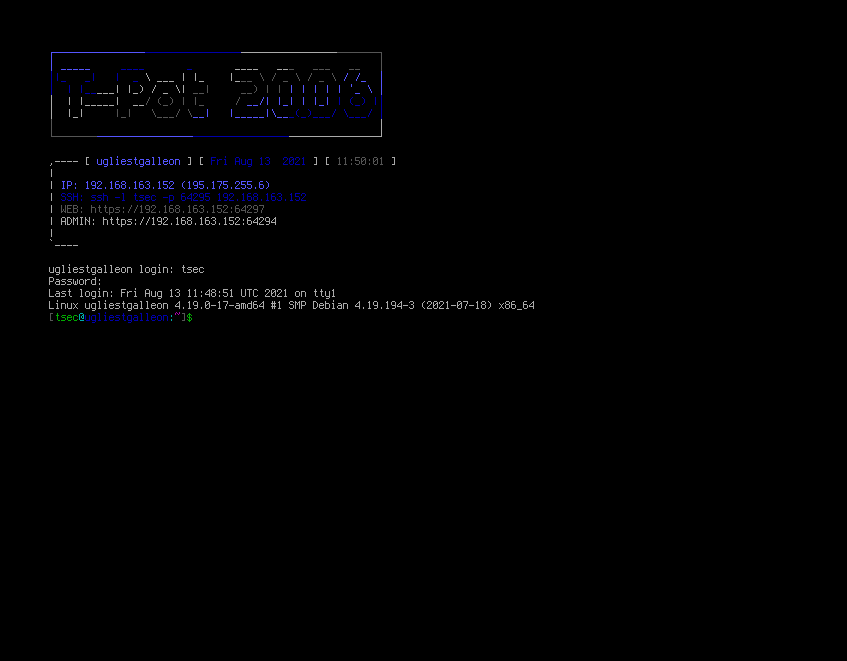 T-Pot 20.06
,---- [ ugliestgalleon ] [ Fri Aug 13 2021 ] [ 11:50:01 ]
|
| IP: 192.168.163.152 (195.175.255.6)
| SSH: ssh -l tsec -p 64295 192.168.163.152
| WEB: https://192.168.163.152:64297
| ADMIN: https://192.168.163.152:64294
|
`----
ugliestgalleon login: tsec
Password:
Last login: Fri Aug 13 11:48:51 UTC 2021 on tty1
Linux ugliestgalleon 4.19.0-17-amd64 #1 SMP Debian 4.19.194-3 (2021-07-18) x86_64
[tsec@ugliestgalleon:~]$